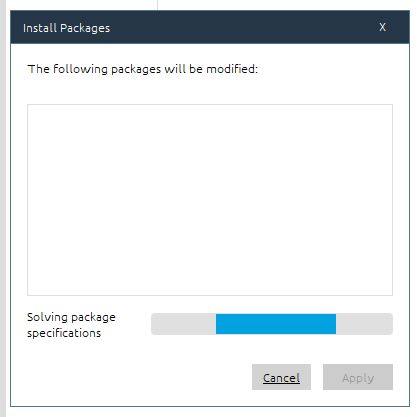 Install Packages X
The following packages will be modified:
Solving package
specifications
Cancel Apply